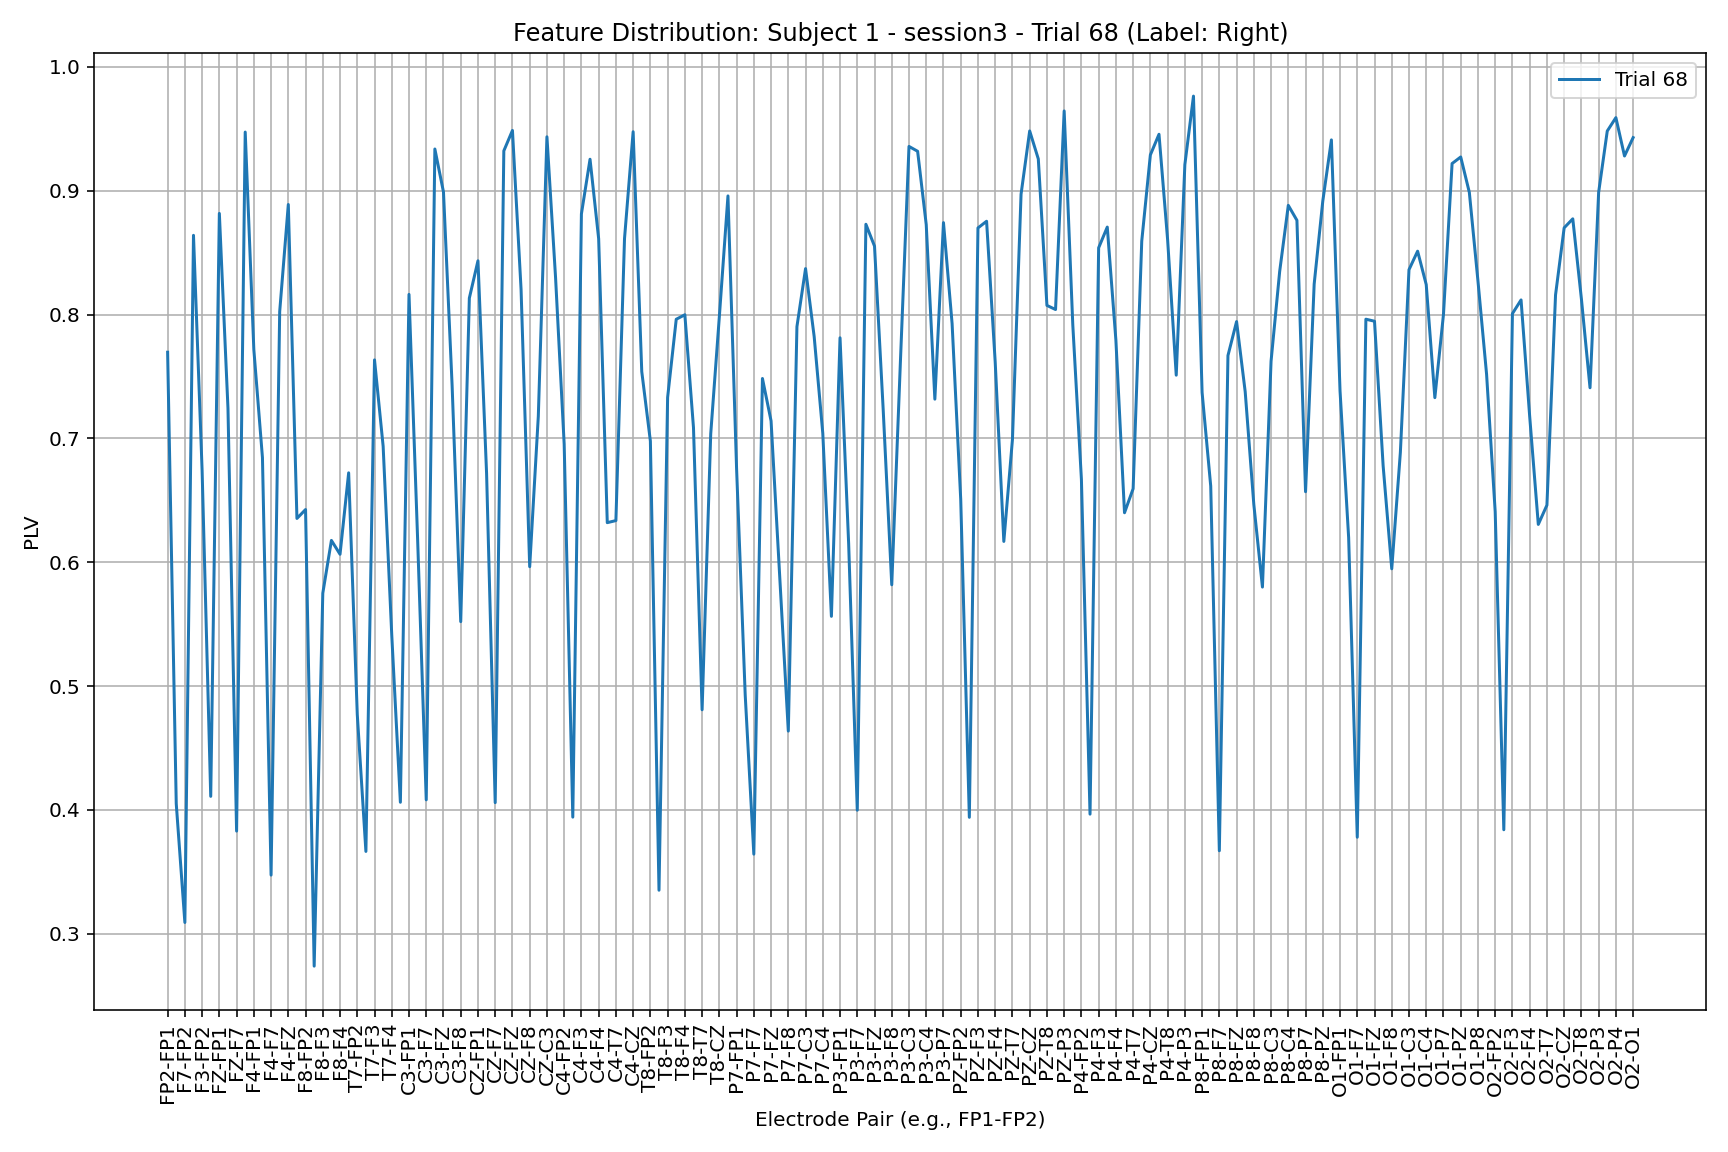 Feature Distribution: Subject 1 - session3 - Trial 68 (Label: Right)
Trial 68
1.0
0.9
0.8
0.7
0.6
0.5
0.4
0.3
PLV
FP2-FP1
F7-FP2
F3-FP2
FZ-FP1
FZ-F7
F4-FP1
F4-F7
F4-FZ
F8-FP2
F8-F3
F8-F4
T7-FP2
T7-F3
T7-F4
C3-FP1
C3-F7
C3-FZ
C3-F8
CZ-FP1
CZ-F7
CZ-FZ
CZ-F8
CZ-C3
C4-FP2
C4-F3
C4-F4
C4-T7
C4-CZ
T8-FP2
T8-F3
T8-F4
T8-T7
T8-CZ
P7-FP1
P7-F7
P7-FZ
P7-F8
P7-C3
P7-C4
P3-FP1
P3-F7
P3-FZ
P3-F8
P3-C3
P3-C4
P3-P7
PZ-FP2
PZ-F3
PZ-F4
PZ-T7
PZ-CZ
PZ-T8
PZ-P3
P4-FP2
P4-F3
P4-F4
P4-T7
P4-CZ
P4-T8
P4-P3
P8-FP1
P8-F7
P8-FZ
P8-F8
P8-C3
P8-C4
P8-P7
P8-PZ
O1-FP1
O1-F7
O1-FZ
O1-F8
O1-C3
O1-C4
O1-P7
O1-PZ
O1-P8
O2-FP2
O2-F3
O2-F4
O2-T7
O2-CZ
O2-T8
O2-P3
O2-P4
O2-O1
Electrode Pair (e.g., FP1-FP2)